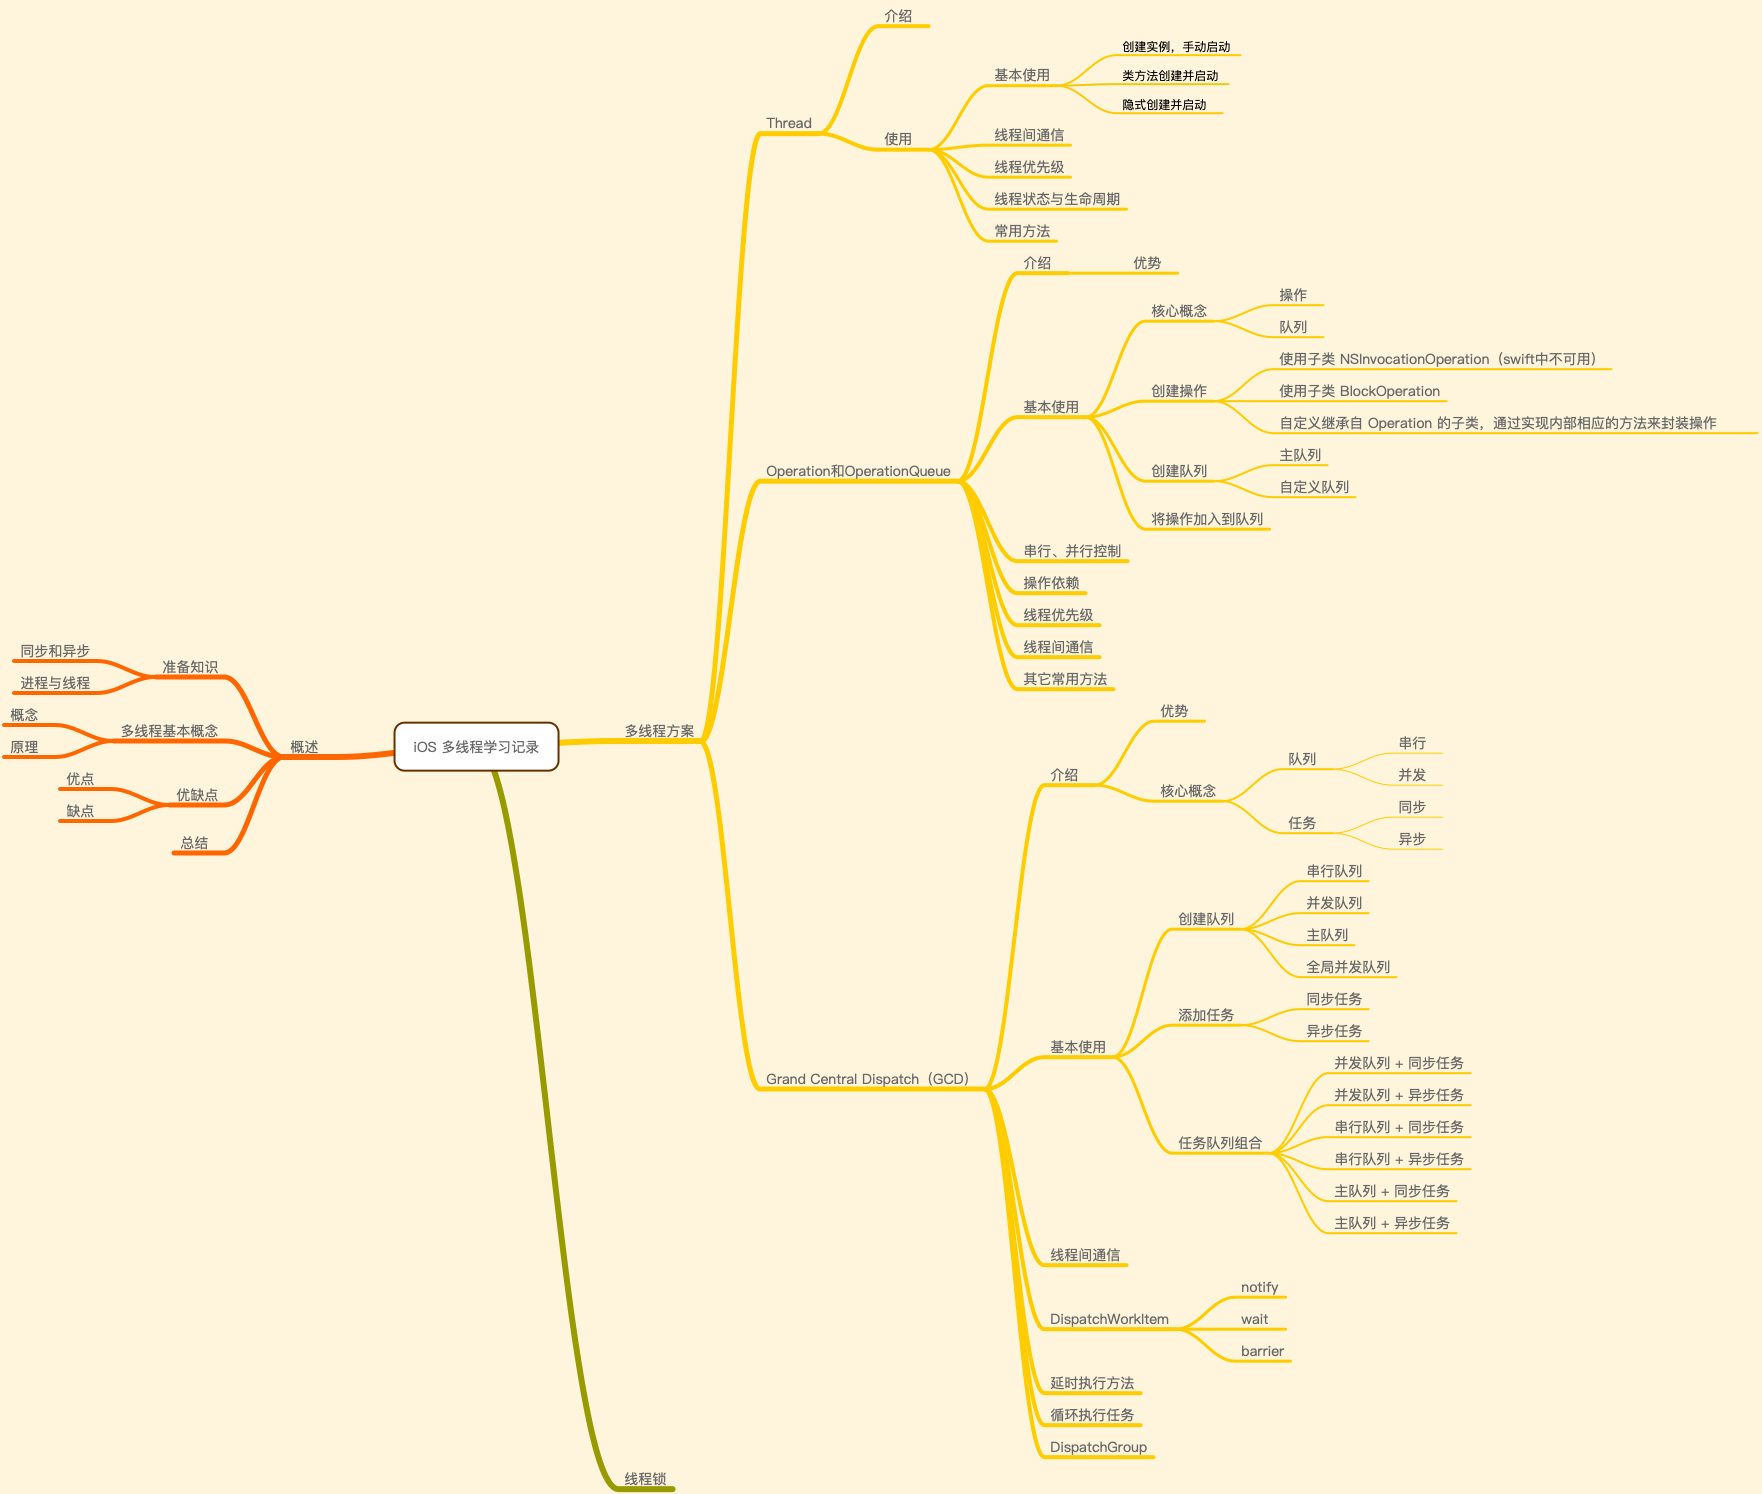 iOS 多线程学习记录
概述
准备知识
同步和异步
进程与线程
多线程基本概念
概念
原理
优缺点
优点
缺点
总结
多线程方案
Thread
介绍
使用
基本使用
创建实例，手动启动
类方法创建并启动
隐式创建并启动
线程间通信
线程优先级
线程状态与生命周期
常用方法
Operation和OperationQueue
介绍
优势
基本使用
核心概念
操作
队列
创建操作
使用子类 NSInvocationOperation（swift中不可用）
使用子类 BlockOperation
自定义继承自 Operation 的子类，通过实现内部相应的方法来封装操作
创建队列
主队列
自定义队列
将操作加入到队列
串行、并行控制
操作依赖
线程优先级
线程间通信
其它常用方法
Grand Central Dispatch（GCD）
介绍
优势
核心概念
队列
串行
并发
任务
同步
异步
基本使用
创建队列
串行队列
并发队列
主队列
全局并发队列
添加任务
同步任务
异步任务
任务队列组合
并发队列 + 同步任务
并发队列 + 异步任务
串行队列 + 同步任务
串行队列 + 异步任务
主队列 + 同步任务
主队列 + 异步任务
线程间通信
DispatchWorkItem
notify
wait
barrier
延时执行方法
循环执行任务
DispatchGroup
线程锁